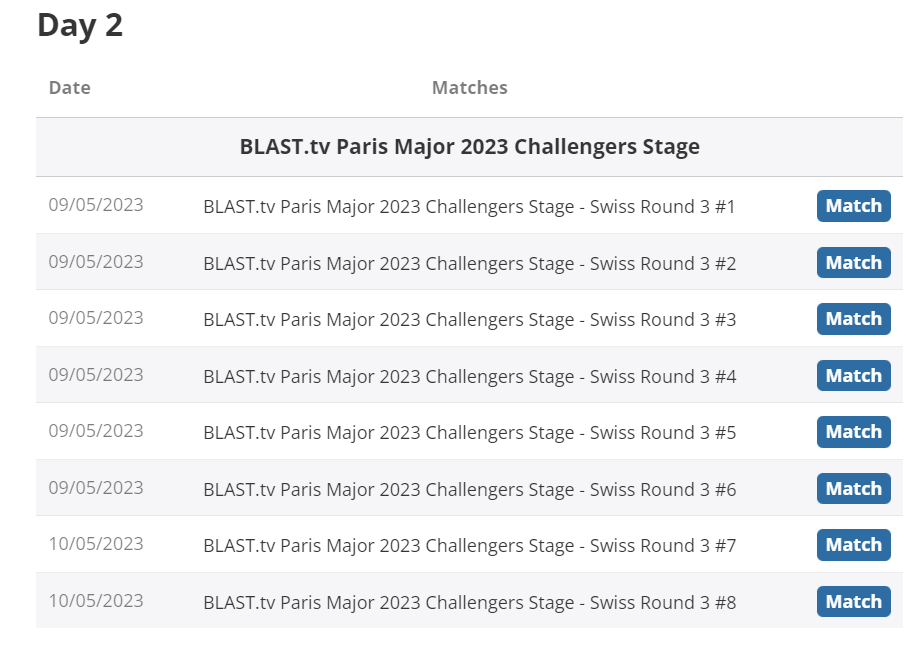 Day 2
Date Matches
BLAST.tv Paris Major 2023 Challengers Stage
09/05/2023 BLAST.tv Paris Major 2023 Challengers Stage - Swiss Round 3 #1 Match
09/05/2023 BLAST.tv Paris Major 2023 Challengers Stage - Swiss Round 3 #2 Match
09/05/2023 BLAST.tv Paris Major 2023 Challengers Stage - Swiss Round 3 #3 Match
09/05/2023 BLAST.tv Paris Major 2023 Challengers Stage - Swiss Round 3 #4 Match
09/05/2023 BLAST.tv Paris Major 2023 Challengers Stage - Swiss Round 3 #5 Match
09/05/2023 BLAST.tv Paris Major 2023 Challengers Stage - Swiss Round 3 #6 Match
10/05/2023 BLAST.tv Paris Major 2023 Challengers Stage - Swiss Round 3 #7 Match
10/05/2023 BLAST.tv Paris Major 2023 Challengers Stage - Swiss Round 3 #8 Match